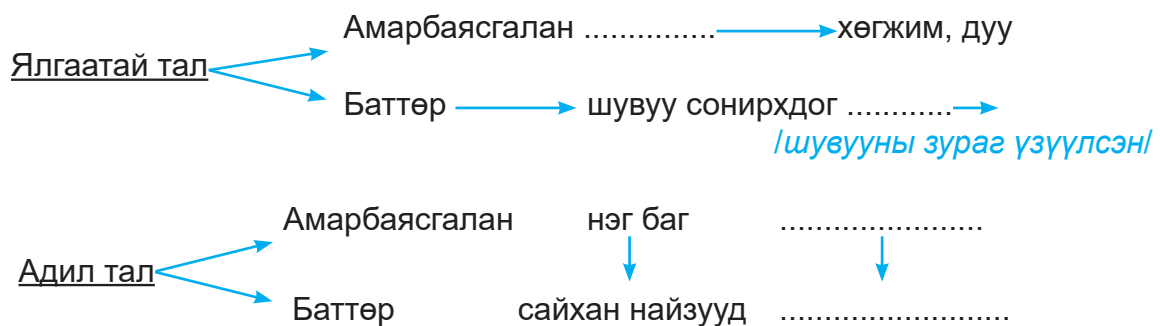 Амарбаясгалан ............... хөгжим, дуу
Ялгаатай тал
Баттөр шувуу сонирхдог ............
/шувууны зураг үзүүлсэн/
Амарбаясгалан нэг баг .......................
Адил тал
Баттөр сайхан найзууд ..........................